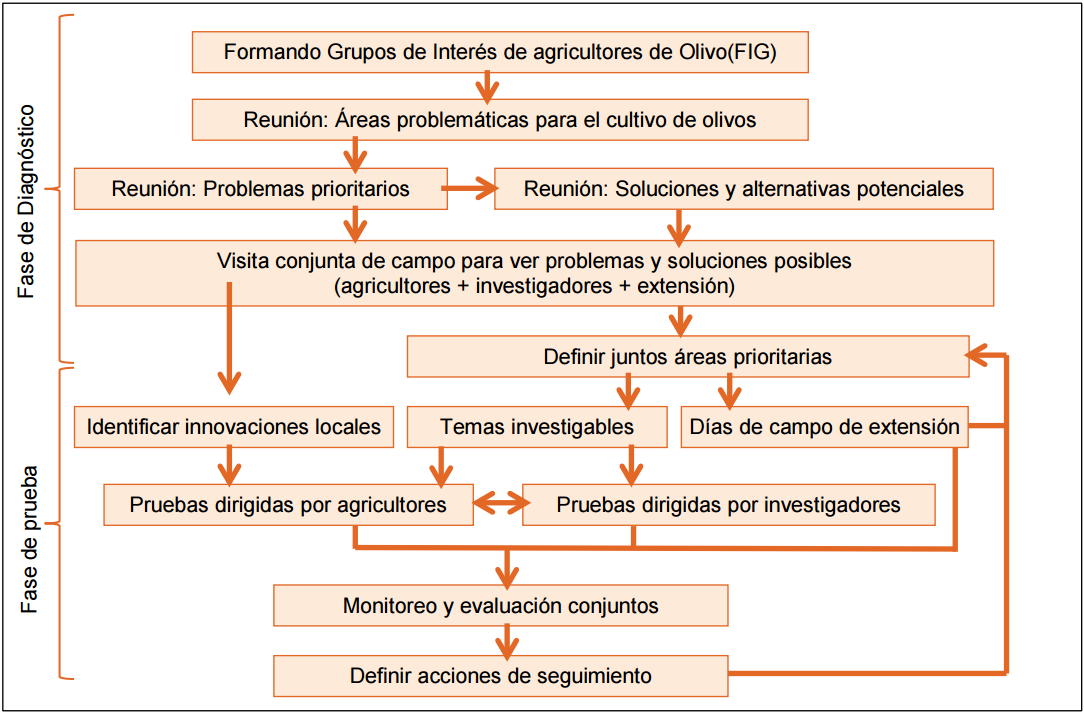 Fase de Diagnóstico
Formando Grupos de Interés de agricultores de Olivo(FIG)
Reunión: Áreas problemáticas para el cultivo de olivos
Reunión: Problemas prioritarios
Reunión: Soluciones y alternativas potenciales
Visita conjunta de campo para ver problemas y soluciones posibles
(agricultores + investigadores + extensión)
Definir juntos áreas prioritarias
Fase de prueba
Identificar innovaciones locales
Temas investigables
Días de campo de extensión
Pruebas dirigidas por agricultores
Pruebas dirigidas por investigadores
Monitoreo y evaluación conjuntos
Definir acciones de seguimiento